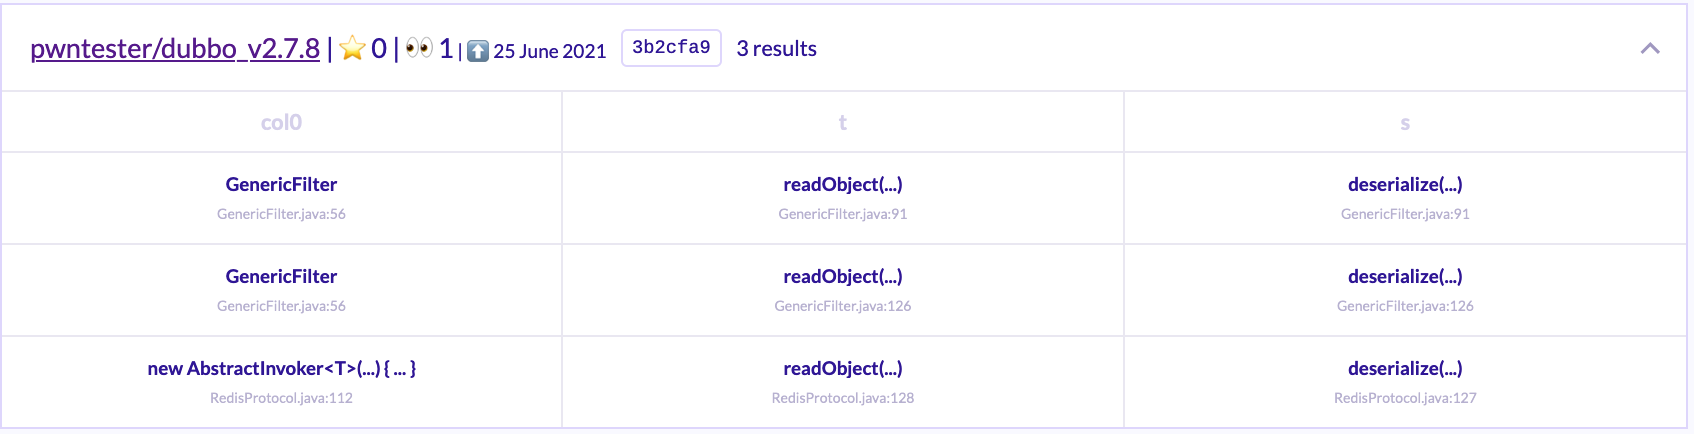 pwntester/dubbo_v2.7.8 | ⭐ 0 | 👀 1 | ⬆️ 25 June 2021 3b2cfa9 3 results
col0 t s
GenericFilter readObject(...) deserialize(...)
GenericFilter.java:56 GenericFilter.java:91 GenericFilter.java:91
GenericFilter readObject(...) deserialize(...)
GenericFilter.java:56 GenericFilter.java:126 GenericFilter.java:126
new AbstractInvoker<T>(...) { ... } readObject(...) deserialize(...)
RedisProtocol.java:112 RedisProtocol.java:128 RedisProtocol.java:127